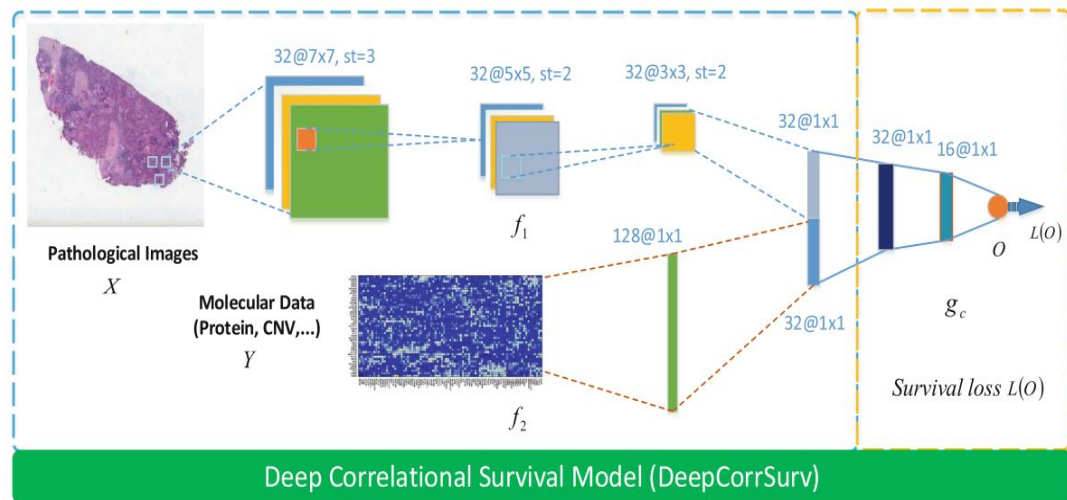 32@7x7, st=3
32@5x5, st=2
32@3x3, st=2
32@1x1
32@1x1
16@1x1
f1
O
L(O)
Pathological Images
X
128@1x1
Molecular Data
(Protein, CNV,...)
Y
32@1x1
gc
f2
Survival loss L(O)
Deep Correlational Survival Model (DeepCorrSurv)